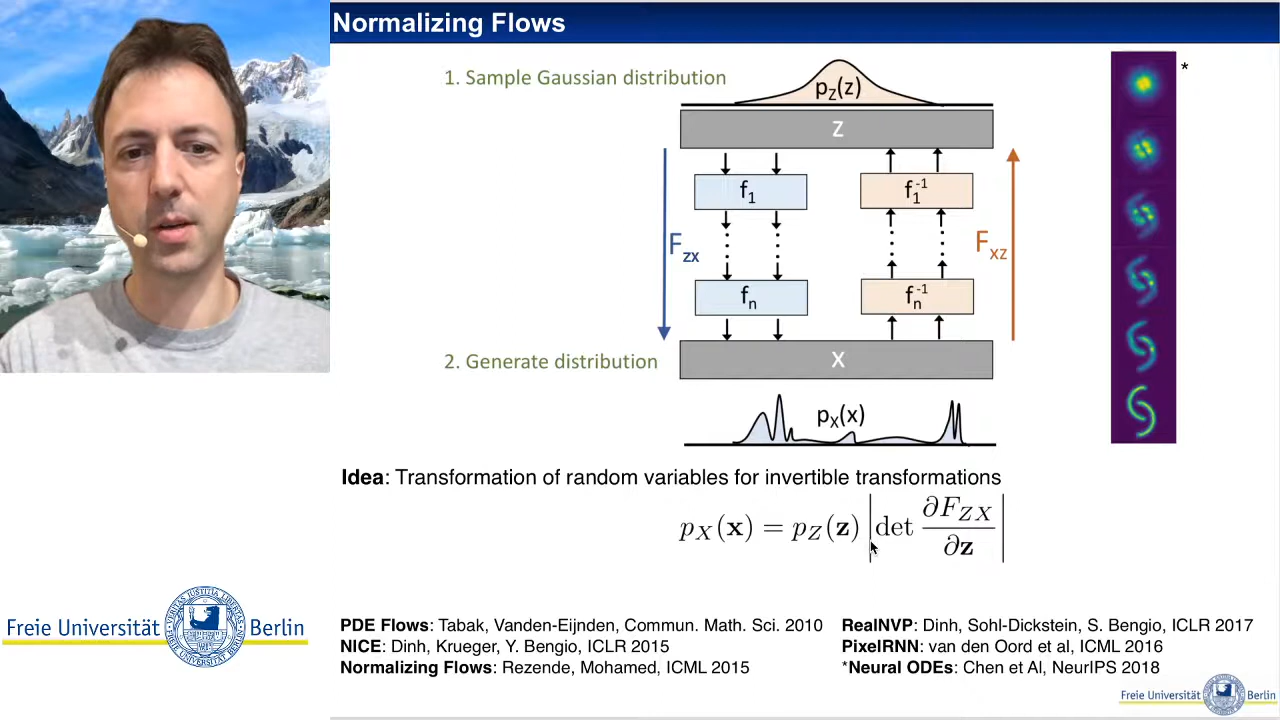 Normalizing Flows
1. Sample Gaussian distribution
p_Z(z)
*
Z
f_1
f_1^-1
F_zx
F_xz
f_n
f_n^-1
2. Generate distribution
X
p_X(x)
Idea: Transformation of random variables for invertible transformations
p_X(x) = p_Z(z) |det ∂F_ZX/∂z|
Freie Universität Berlin
PDE Flows: Tabak, Vanden-Eijnden, Commun. Math. Sci. 2010
NICE: Dinh, Krueger, Y. Bengio, ICLR 2015
Normalizing Flows: Rezende, Mohamed, ICML 2015
RealNVP: Dinh, Sohl-Dickstein, S. Bengio, ICLR 2017
PixelRNN: van den Oord et al, ICML 2016
*Neural ODEs: Chen et Al, NeurIPS 2018
Freie Universität Berlin